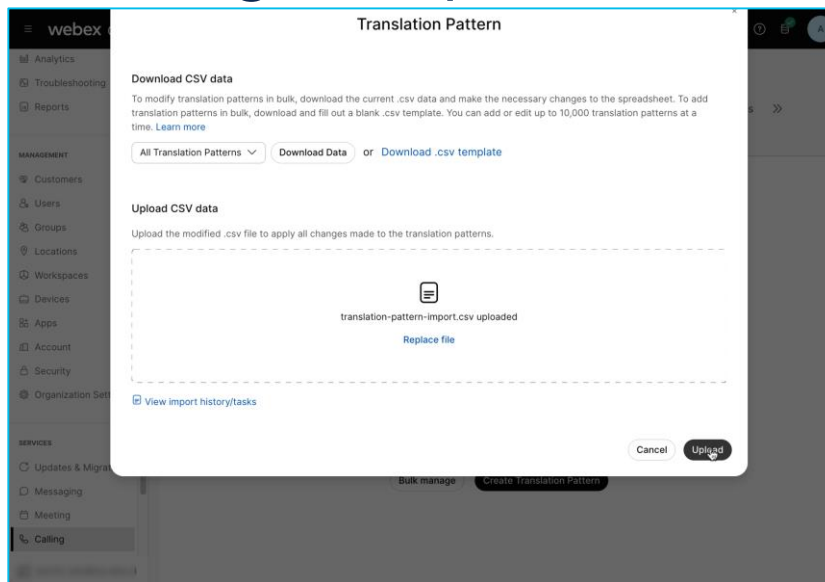 Translation Pattern
webex
Analytics
Troubleshooting
Reports
MANAGEMENT
Customers
Users
Groups
Locations
Workspaces
Devices
Apps
Account
Security
Organization Sett
SERVICES
Updates & Migrat
Messaging
Meeting
Calling
Download CSV data
To modify translation patterns in bulk, download the current .csv data and make the necessary changes to the spreadsheet. To add
translation patterns in bulk, download and fill out a blank .csv template. You can add or edit up to 10,000 translation patterns at a
time. Learn more
All Translation Patterns Download Data or Download .csv template
Upload CSV data
Upload the modified .csv file to apply all changes made to the translation patterns.
translation-pattern-import.csv uploaded
Replace file
View import history/tasks
Cancel Upload
Bulk manage Create Translation Pattern